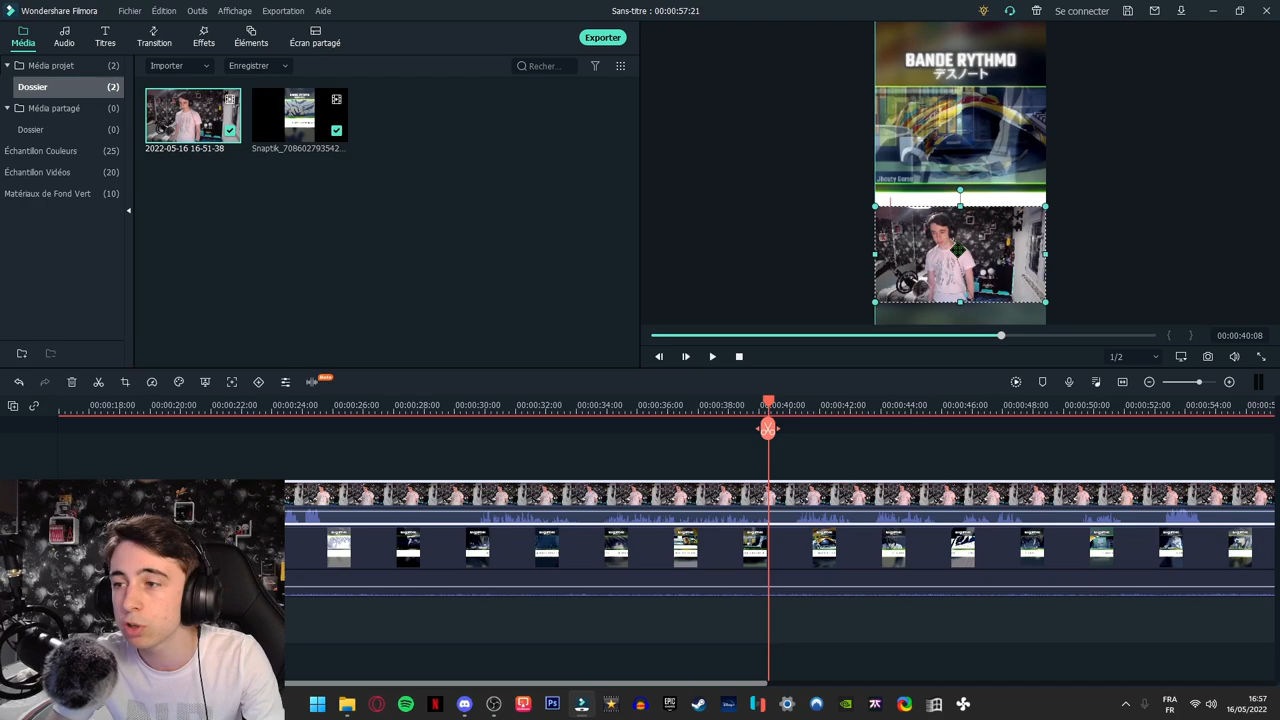 Wondershare Filmora
Fichier
Édition
Outils
Affichage
Exportation
Aide
Sans-titre : 00:00:57:21
Se connecter
Média
Audio
Titres
Transition
Effets
Éléments
Écran partagé
Exporter
Média projet (2)
Dossier (2)
Média partagé (0)
Dossier (0)
Échantillon Couleurs (25)
Échantillon Vidéos (20)
Matériaux de Fond Vert (10)
Importer
Enregistrer
Recher...
2022-05-16 16-51-38
Snaptik_708602793542...
BANDE RYTHMO
デスノート
00:00:40:08
1/2
00:00:18:00 00:00:20:00 00:00:22:00 00:00:24:00 00:00:26:00 00:00:28:00 00:00:30:00 00:00:32:00 00:00:34:00 00:00:36:00 00:00:38:00 00:00:40:00 00:00:42:00 00:00:44:00 00:00:46:00 00:00:48:00 00:00:50:00 00:00:52:00 00:00:54:00
FR
FR
16:57
16/05/2022